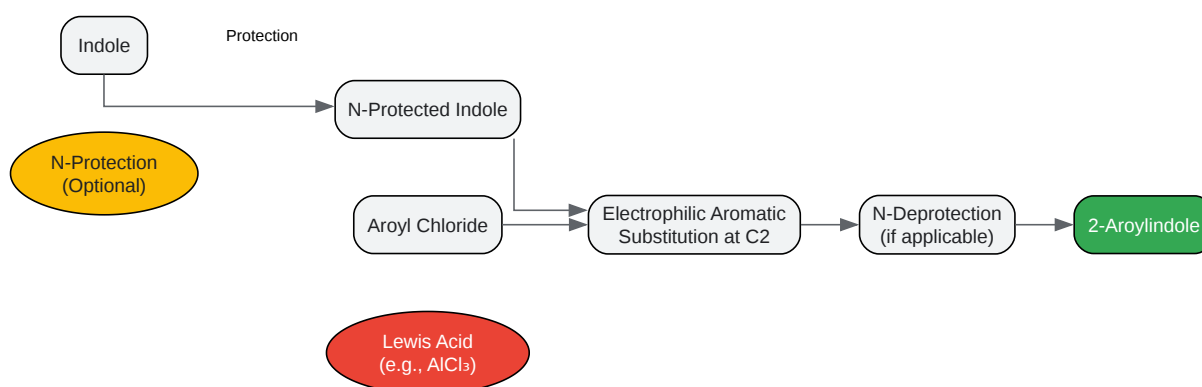 Indole
Protection
N-Protected Indole
N-Protection
(Optional)
Aroyl Chloride
Electrophilic Aromatic
Substitution at C2
N-Deprotection
(if applicable)
2-Aroylindole
Lewis Acid
(e.g., AlCl₃)